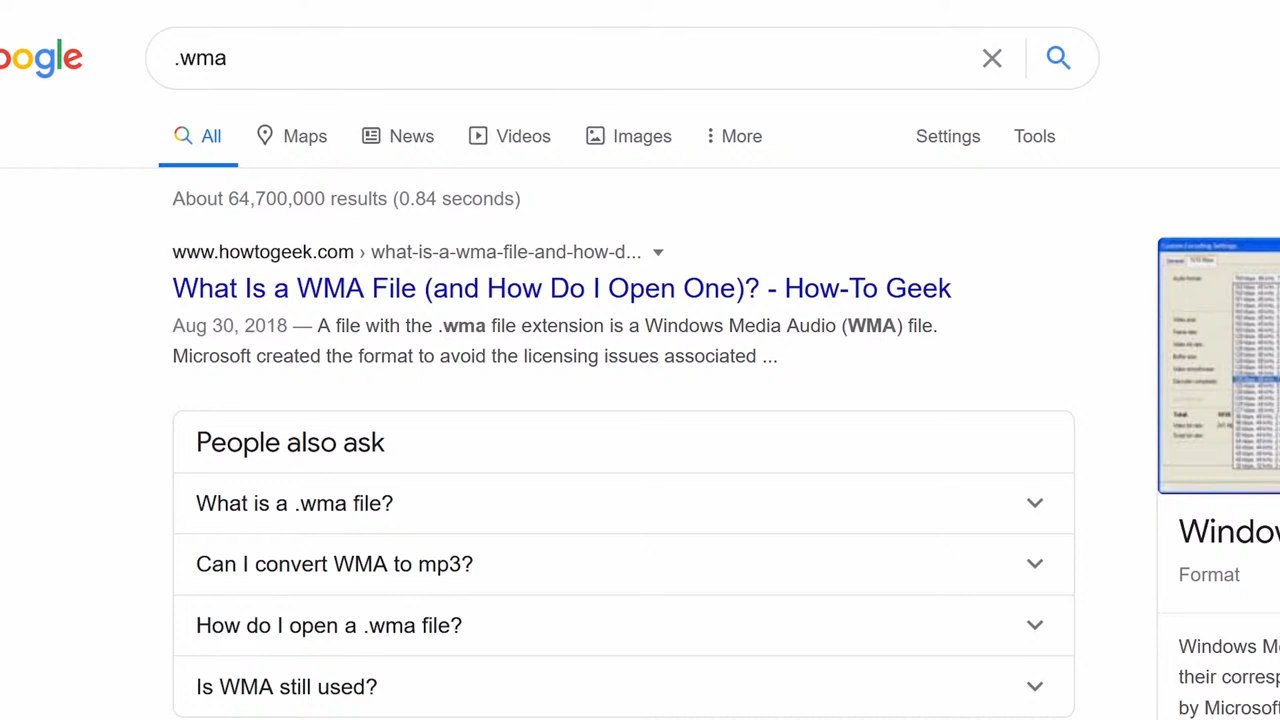 oogle
.wma
All Maps News Videos Images More Settings Tools
About 64,700,000 results (0.84 seconds)
www.howtogeek.com › what-is-a-wma-file-and-how-d...
What Is a WMA File (and How Do I Open One)? - How-To Geek
Aug 30, 2018 — A file with the .wma file extension is a Windows Media Audio (WMA) file.
Microsoft created the format to avoid the licensing issues associated ...
People also ask
What is a .wma file?
Can I convert WMA to mp3?
How do I open a .wma file?
Is WMA still used?
Window
Format
Windows Me
their corresp
by Microsoft